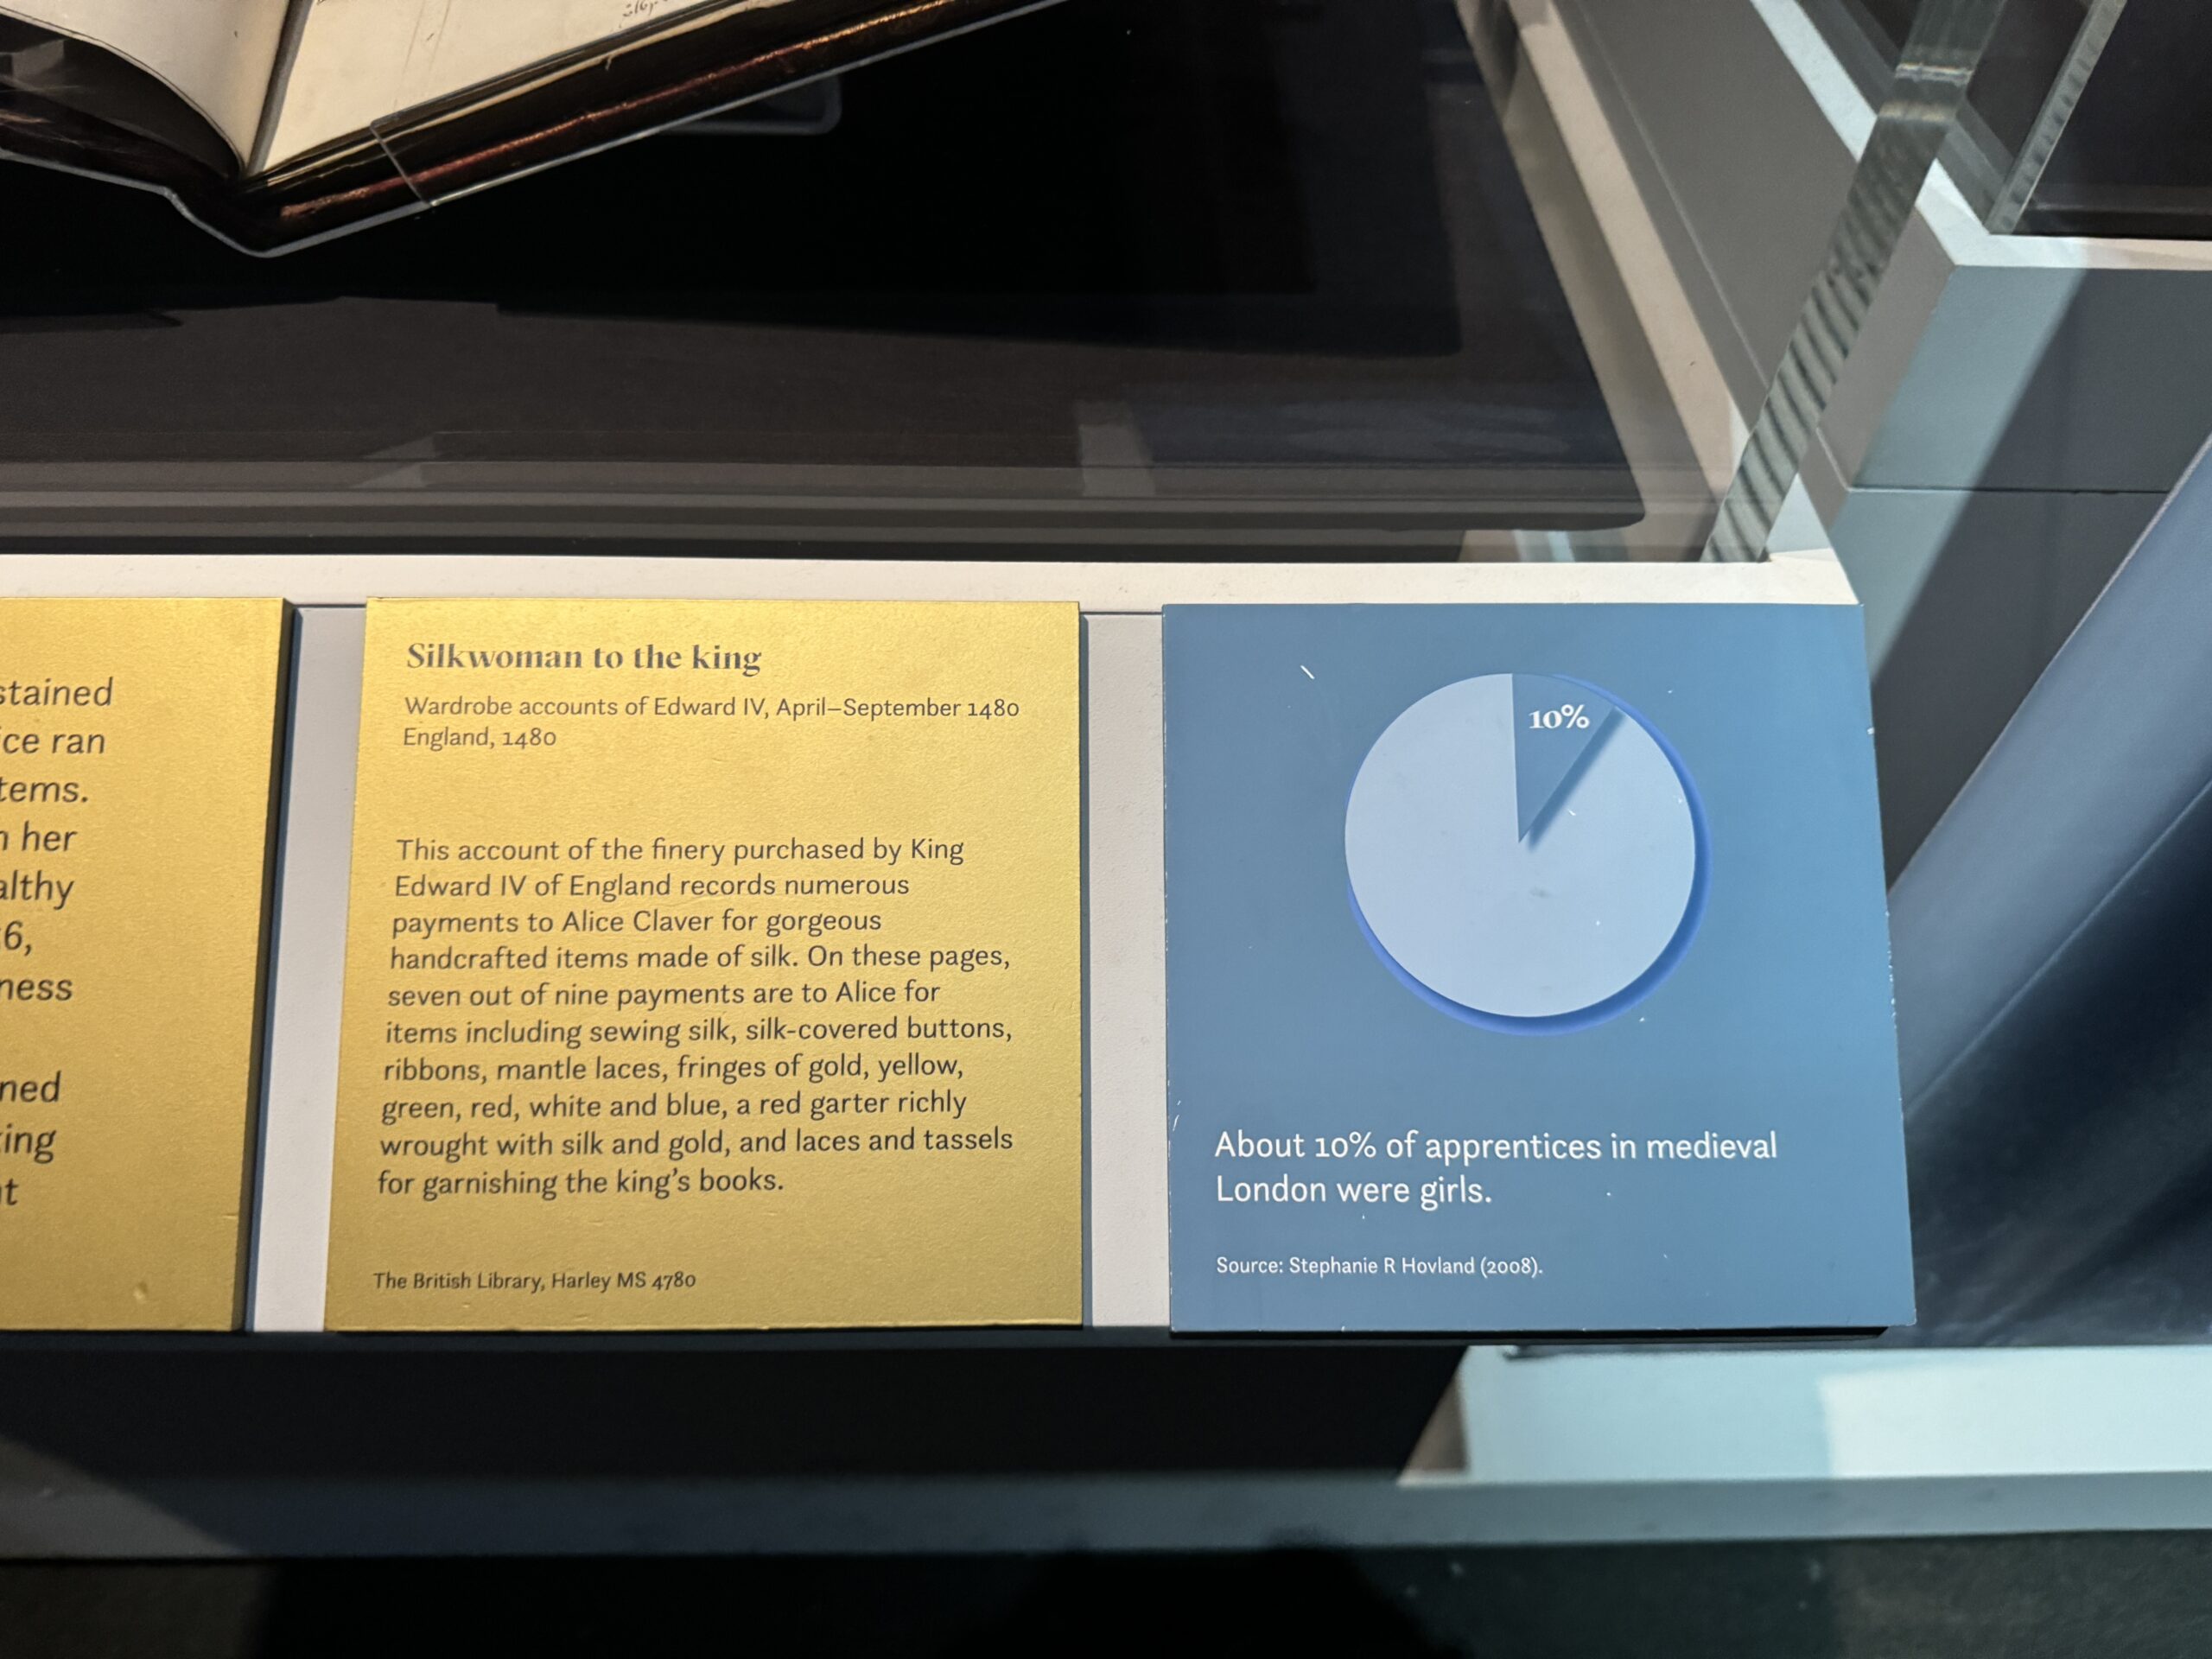 stained
ran
her
ness
Silkwoman to the king
Wardrobe accounts of Edward IV, April–September 1480
England, 1480
This account of the finery purchased by King
Edward IV of England records numerous
payments to Alice Claver for gorgeous
handcrafted items made of silk. On these pages,
seven out of nine payments are to Alice for
items including sewing silk, silk-covered buttons,
ribbons, mantle laces, fringes of gold, yellow,
green, red, white and blue, a red garter richly
wrought with silk and gold, and laces and tassels
for garnishing the king's books.
The British Library, Harley MS 4780
10%
About 10% of apprentices in medieval
London were girls.
Source: Stephanie R Hovland (2008).